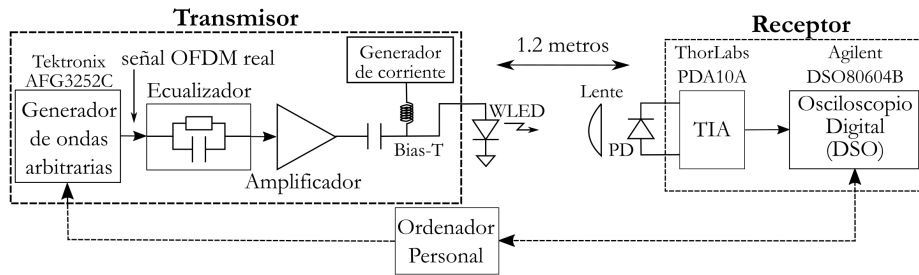 Transmisor
Receptor
Tektronix
AFG3252C
señal OFDM real
Generador
de ondas
arbitrarias
Ecualizador
Amplificador
Generador
de corriente
Bias-T
WLED
1.2 metros
Lente
PD
ThorLabs
PDA10A
TIA
Agilent
DSO80604B
Osciloscopio
Digital
(DSO)
Ordenador
Personal